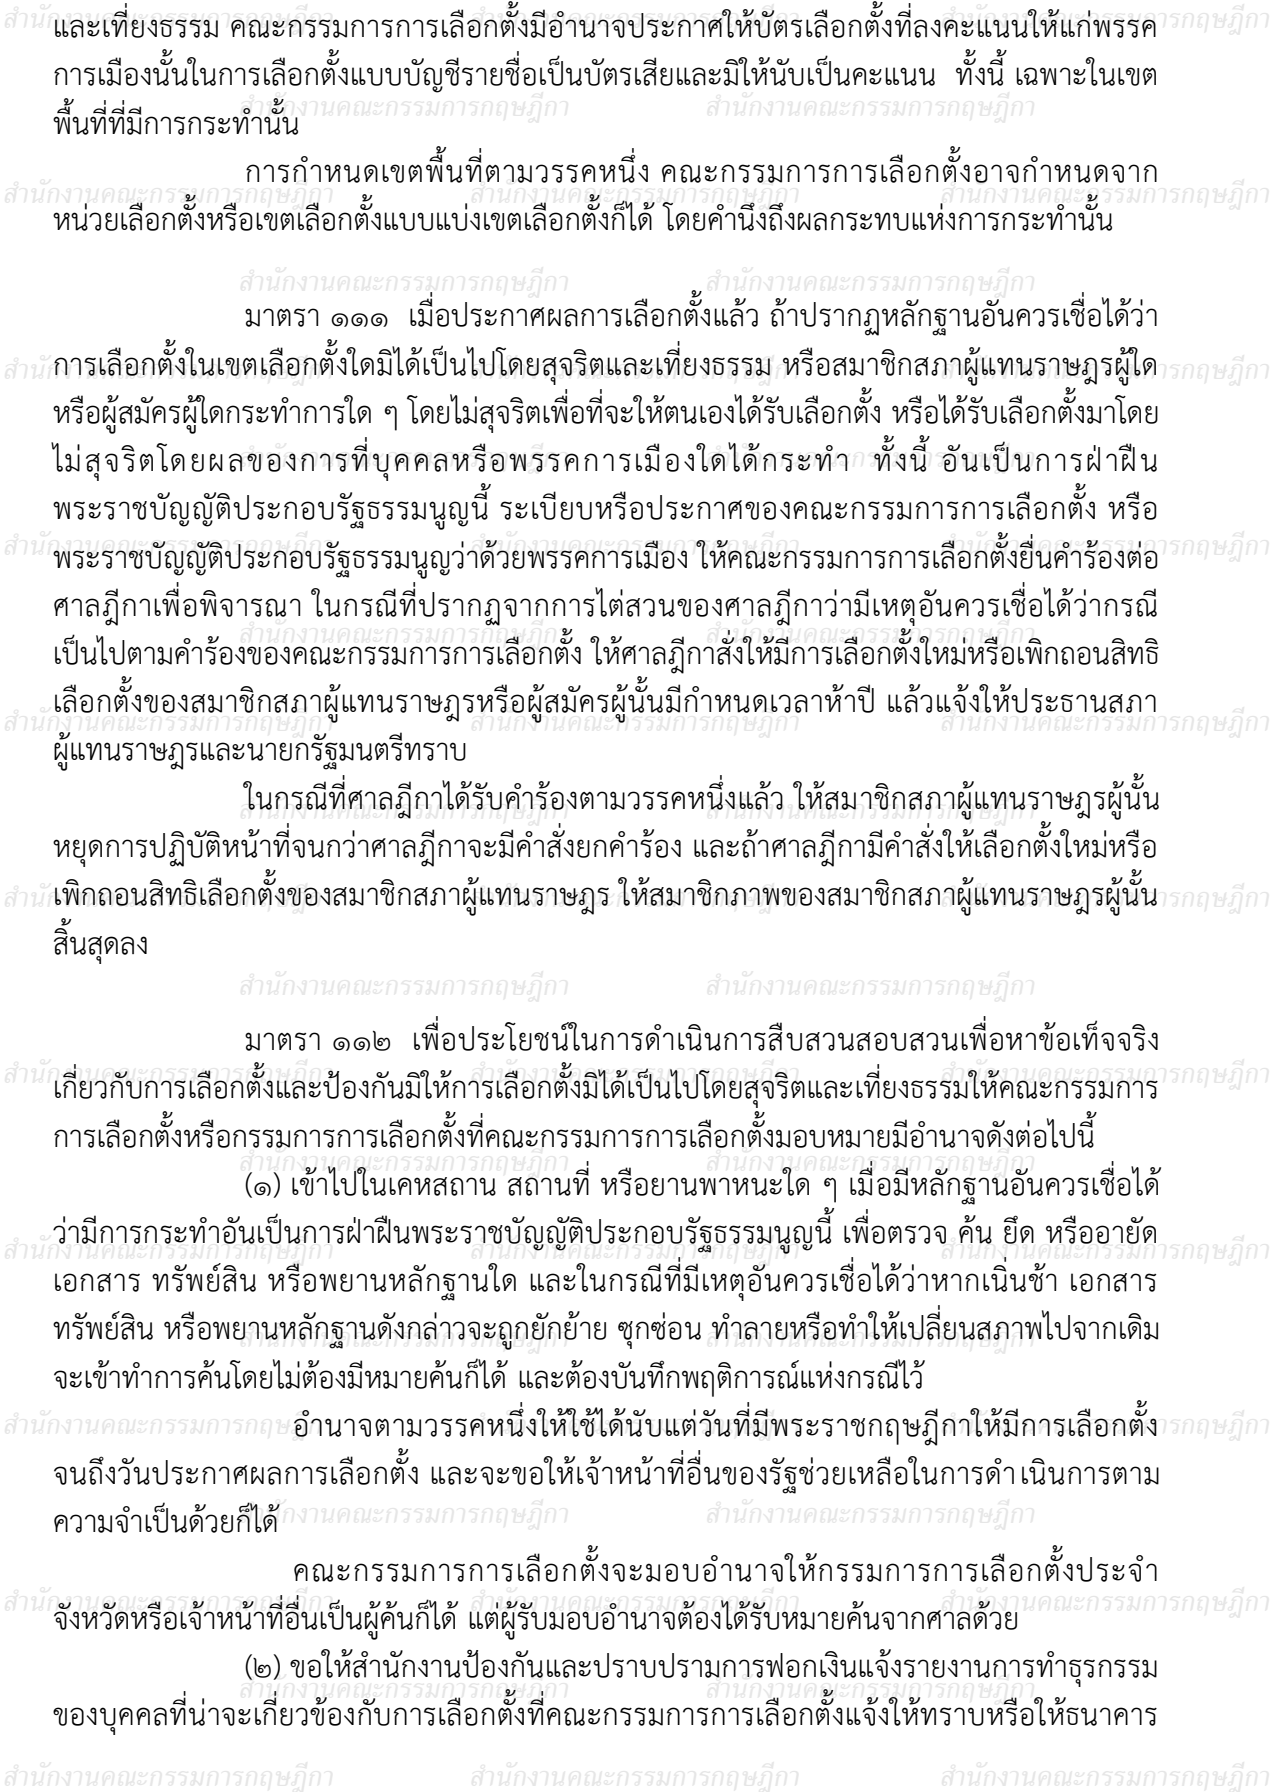 และเที่ยงธรรม คณะกรรมการการเลือกตั้งมีอำนาจประกาศให้บัตรเลือกตั้งที่ลงคะแนนให้แก่พรรค
การเมืองนั้นในการเลือกตั้งแบบบัญชีรายชื่อเป็นบัตรเสียและมิให้นับเป็นคะแนน ทั้งนี้ เฉพาะในเขต
พื้นที่ที่มีการกระทำนั้น
การกำหนดเขตพื้นที่ตามวรรคหนึ่ง คณะกรรมการการเลือกตั้งอาจกำหนดจาก
หน่วยเลือกตั้งหรือเขตเลือกตั้งแบบแบ่งเขตเลือกตั้งก็ได้ โดยคำนึงถึงผลกระทบแห่งการกระทำนั้น
มาตรา ๑๑๑ เมื่อประกาศผลการเลือกตั้งแล้ว ถ้าปรากฏหลักฐานอันควรเชื่อได้ว่า
การเลือกตั้งในเขตเลือกตั้งใดมิได้เป็นไปโดยสุจริตและเที่ยงธรรม หรือสมาชิกสภาผู้แทนราษฎรผู้ใด
หรือผู้สมัครผู้ใดกระทำการใด ๆ โดยไม่สุจริตเพื่อที่จะให้ตนเองได้รับเลือกตั้ง หรือได้รับเลือกตั้งมาโดย
ไม่สุจริตโดยผลของการที่บุคคลหรือพรรคการเมืองใดได้กระทำ ทั้งนี้ อันเป็นการฝ่าฝืน
พระราชบัญญัติประกอบรัฐธรรมนูญนี้ ระเบียบหรือประกาศของคณะกรรมการการเลือกตั้ง หรือ
พระราชบัญญัติประกอบรัฐธรรมนูญว่าด้วยพรรคการเมือง ให้คณะกรรมการการเลือกตั้งยื่นคำร้องต่อ
ศาลฎีกาเพื่อพิจารณา ในกรณีที่ปรากฏจากการไต่สวนของศาลฎีกาว่ามีเหตุอันควรเชื่อได้ว่ากรณี
เป็นไปตามคำร้องของคณะกรรมการการเลือกตั้ง ให้ศาลฎีกาสั่งให้มีการเลือกตั้งใหม่หรือเพิกถอนสิทธิ
เลือกตั้งของสมาชิกสภาผู้แทนราษฎรหรือผู้สมัครผู้นั้นมีกำหนดเวลาห้าปี แล้วแจ้งให้ประธานสภา
ผู้แทนราษฎรและนายกรัฐมนตรีทราบ
ในกรณีที่ศาลฎีกาได้รับคำร้องตามวรรคหนึ่งแล้ว ให้สมาชิกสภาผู้แทนราษฎรผู้นั้น
หยุดการปฏิบัติหน้าที่จนกว่าศาลฎีกาจะมีคำสั่งยกคำร้อง และถ้าศาลฎีกามีคำสั่งให้เลือกตั้งใหม่หรือ
เพิกถอนสิทธิเลือกตั้งของสมาชิกสภาผู้แทนราษฎร ให้สมาชิกภาพของสมาชิกสภาผู้แทนราษฎรผู้นั้น
สิ้นสุดลง
มาตรา ๑๑๒ เพื่อประโยชน์ในการดำเนินการสืบสวนสอบสวนเพื่อหาข้อเท็จจริง
เกี่ยวกับการเลือกตั้งและป้องกันมิให้การเลือกตั้งมิได้เป็นไปโดยสุจริตและเที่ยงธรรมให้คณะกรรมการ
การเลือกตั้งหรือกรรมการการเลือกตั้งที่คณะกรรมการการเลือกตั้งมอบหมายมีอำนาจดังต่อไปนี้
(๑) เข้าไปในเคหสถาน สถานที่ หรือยานพาหนะใด ๆ เมื่อมีหลักฐานอันควรเชื่อได้
ว่ามีการกระทำอันเป็นการฝ่าฝืนพระราชบัญญัติประกอบรัฐธรรมนูญนี้ เพื่อตรวจ ค้น ยึด หรืออายัด
เอกสาร ทรัพย์สิน หรือพยานหลักฐานใด และในกรณีที่มีเหตุอันควรเชื่อได้ว่าหากเนิ่นช้า เอกสาร
ทรัพย์สิน หรือพยานหลักฐานดังกล่าวจะถูกยักย้าย ซุกซ่อน ทำลายหรือทำให้เปลี่ยนสภาพไปจากเดิม
จะเข้าทำการค้นโดยไม่ต้องมีหมายค้นก็ได้ และต้องบันทึกพฤติการณ์แห่งกรณีไว้
อำนาจตามวรรคหนึ่งให้ใช้ได้นับแต่วันที่มีพระราชกฤษฎีกาให้มีการเลือกตั้ง
จนถึงวันประกาศผลการเลือกตั้ง และจะขอให้เจ้าหน้าที่อื่นของรัฐช่วยเหลือในการดำเนินการตาม
ความจำเป็นด้วยก็ได้
คณะกรรมการการเลือกตั้งจะมอบอำนาจให้กรรมการการเลือกตั้งประจำ
จังหวัดหรือเจ้าหน้าที่อื่นเป็นผู้ค้นก็ได้ แต่ผู้รับมอบอำนาจต้องได้รับหมายค้นจากศาลด้วย
(๒) ขอให้สำนักงานป้องกันและปราบปรามการฟอกเงินแจ้งรายงานการทำธุรกรรม
ของบุคคลที่น่าจะเกี่ยวข้องกับการเลือกตั้งที่คณะกรรมการการเลือกตั้งแจ้งให้ทราบหรือให้ธนาคาร